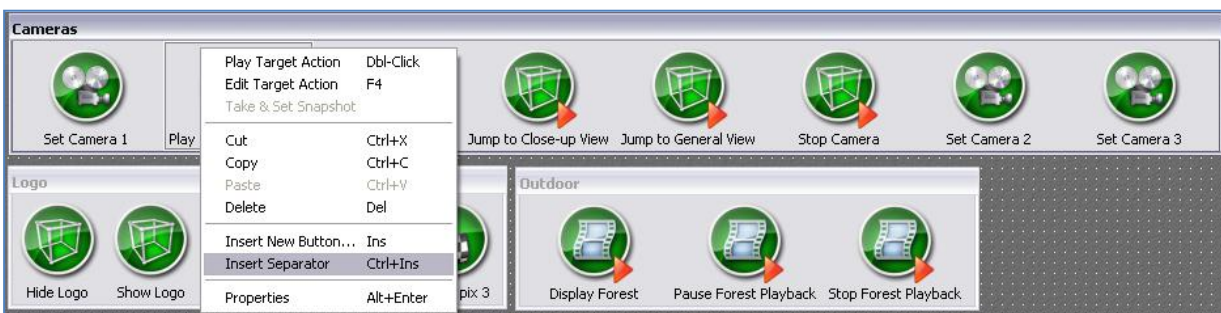 Cameras
Set Camera 1
Play
Jump to Close-up View
Jump to General View
Stop Camera
Set Camera 2
Set Camera 3
Play Target Action Dbl-Click
Edit Target Action F4
Take & Set Snapshot
Cut Ctrl+X
Copy Ctrl+C
Paste Ctrl+V
Delete Del
Insert New Button... Ins
Insert Separator Ctrl+Ins
Properties Alt+Enter
Logo
Hide Logo
Show Logo
pix 3
Outdoor
Display Forest
Pause Forest Playback
Stop Forest Playback